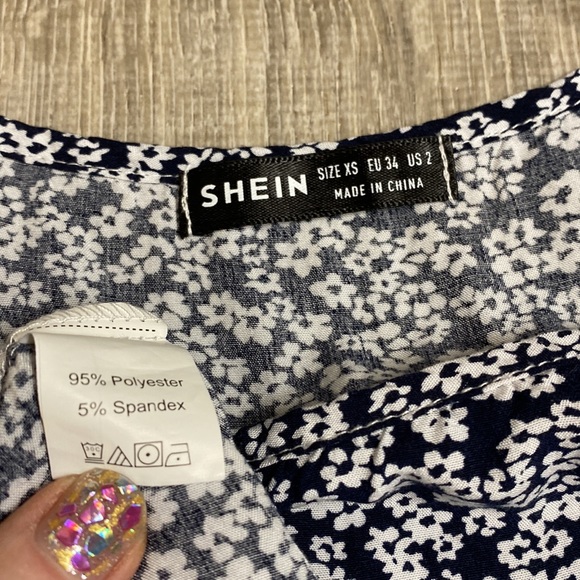 SHEIN
SIZE XS EU 34 US 2
MADE IN CHINA
95% Polyester
5% Spandex